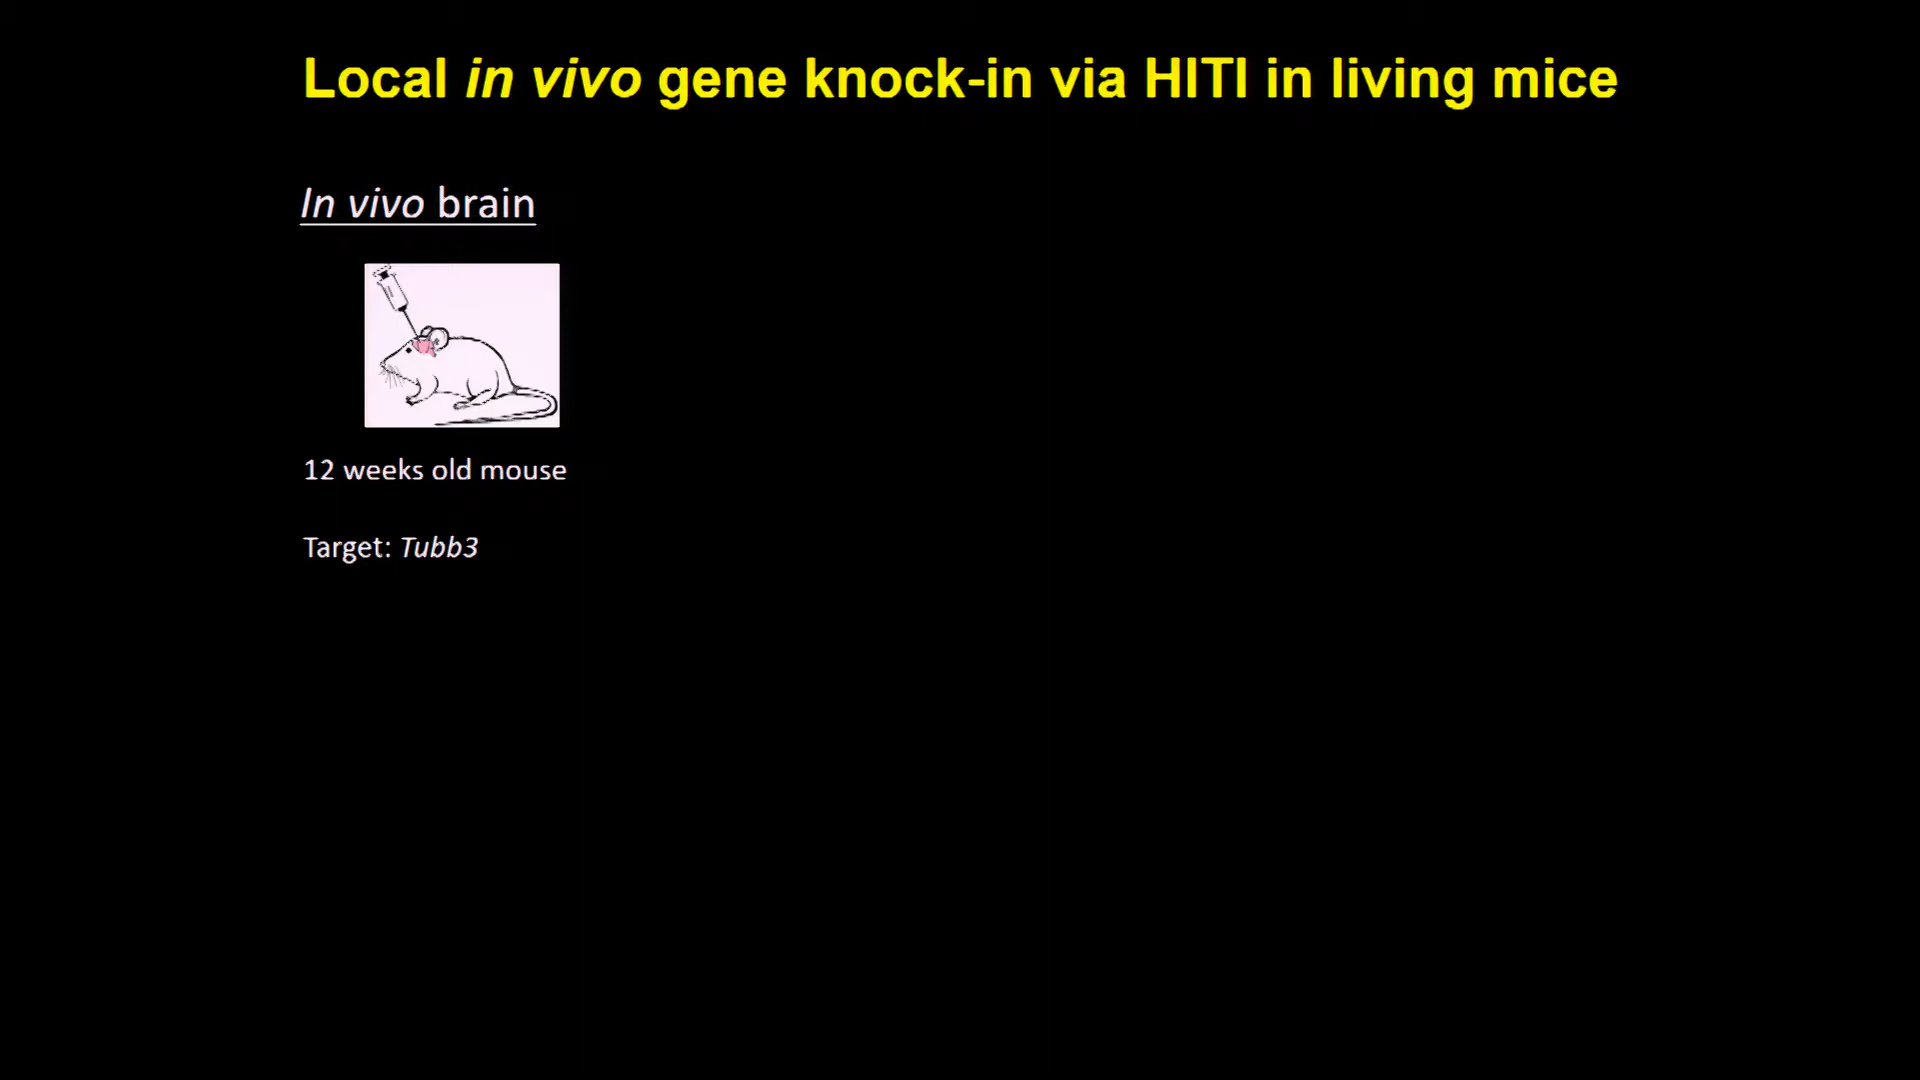 Local in vivo gene knock-in via HITI in living mice
In vivo brain
12 weeks old mouse
Target: Tubb3